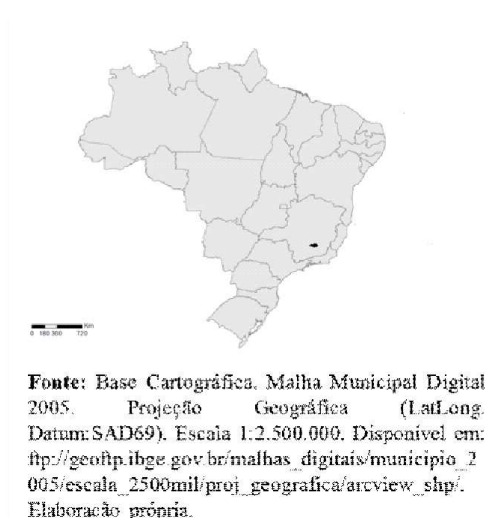 Km
0 180 360 720
Fonte: Base Cartográfica. Malha Municipal Digital
2005. Projeção Geográfica (LatLong.
Datum:SAD69). Escala 1:2.500.000. Disponível em:
ftp://geoftp.ibge.gov.br/malhas_digitais/municipio_2
005/escala_2500mil/proj_geografica/arcview_shp/.
Elaboração própria.